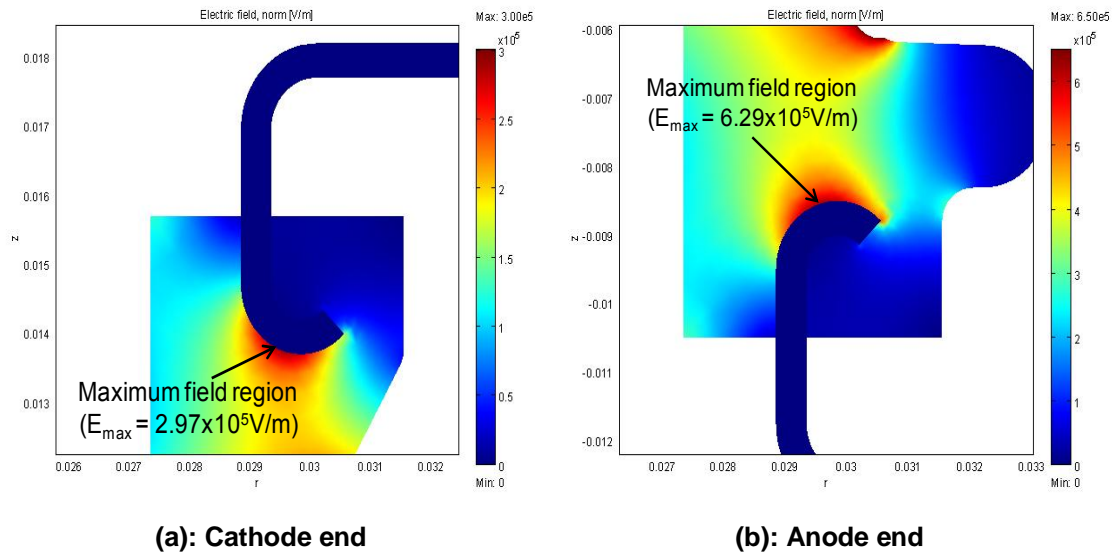 Electric field, norm [V/m]
Max: 3.00e5
x10⁵
3
2.5
2
1.5
1
0.5
0
Min: 0
0.018
0.017
0.016
z
0.015
0.014
0.013
0.026 0.027 0.028 0.029 0.03 0.031 0.032
r
Maximum field region
(Eₘₐₓ = 2.97x10⁵V/m)
(a): Cathode end
Electric field, norm [V/m]
Max: 6.50e5
x10⁵
6
5
4
3
2
1
0
Min: 0
-0.006
-0.007
-0.008
z
-0.009
-0.01
-0.011
-0.012
0.027 0.028 0.029 0.03 0.031 0.032 0.033
r
Maximum field region
(Eₘₐₓ = 6.29x10⁵V/m)
(b): Anode end